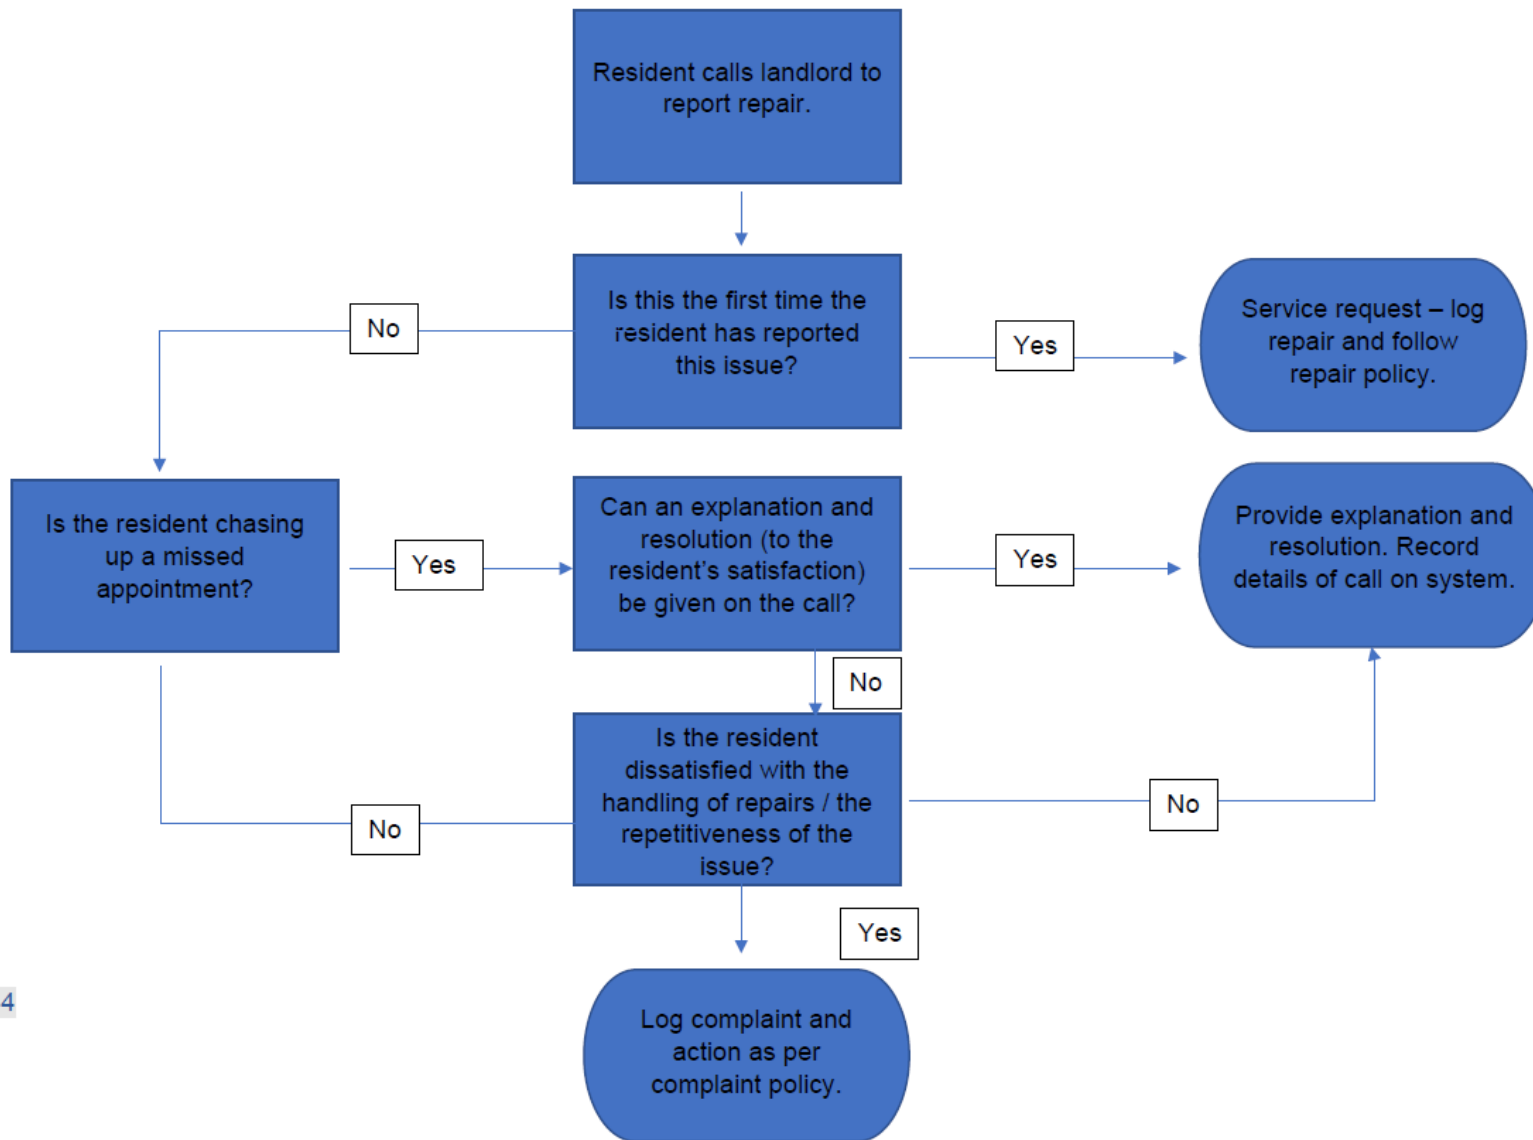 Resident calls landlord to
report repair.
Is this the first time the
resident has reported
this issue?
No
Yes
Service request – log
repair and follow
repair policy.
Is the resident chasing
up a missed
appointment?
Yes
Can an explanation and
resolution (to the
resident’s satisfaction)
be given on the call?
Yes
Provide explanation and
resolution. Record
details of call on system.
No
Is the resident
dissatisfied with the
handling of repairs / the
repetitiveness of the
issue?
No
No
Yes
Log complaint and
action as per
complaint policy.
4